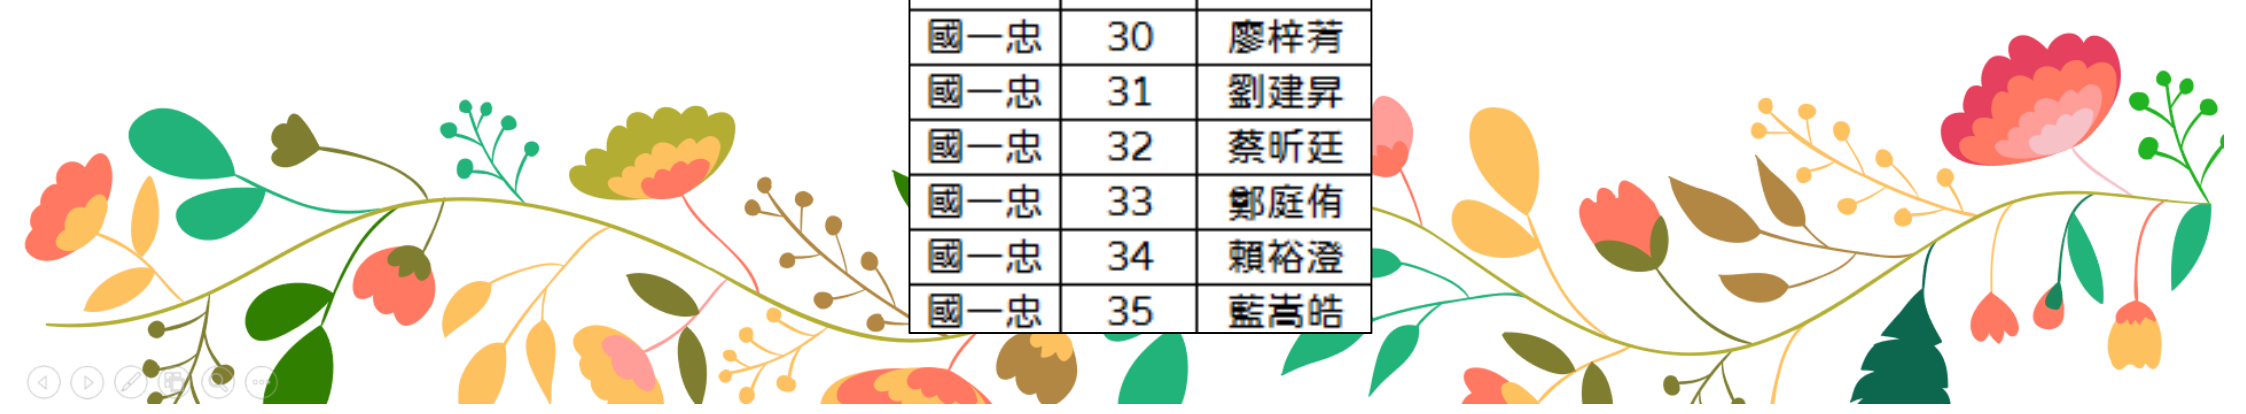 國一忠 30 廖梓菁
國一忠 31 劉建昇
國一忠 32 蔡昕廷
國一忠 33 鄭庭侑
國一忠 34 賴裕澄
國一忠 35 藍嵩皓